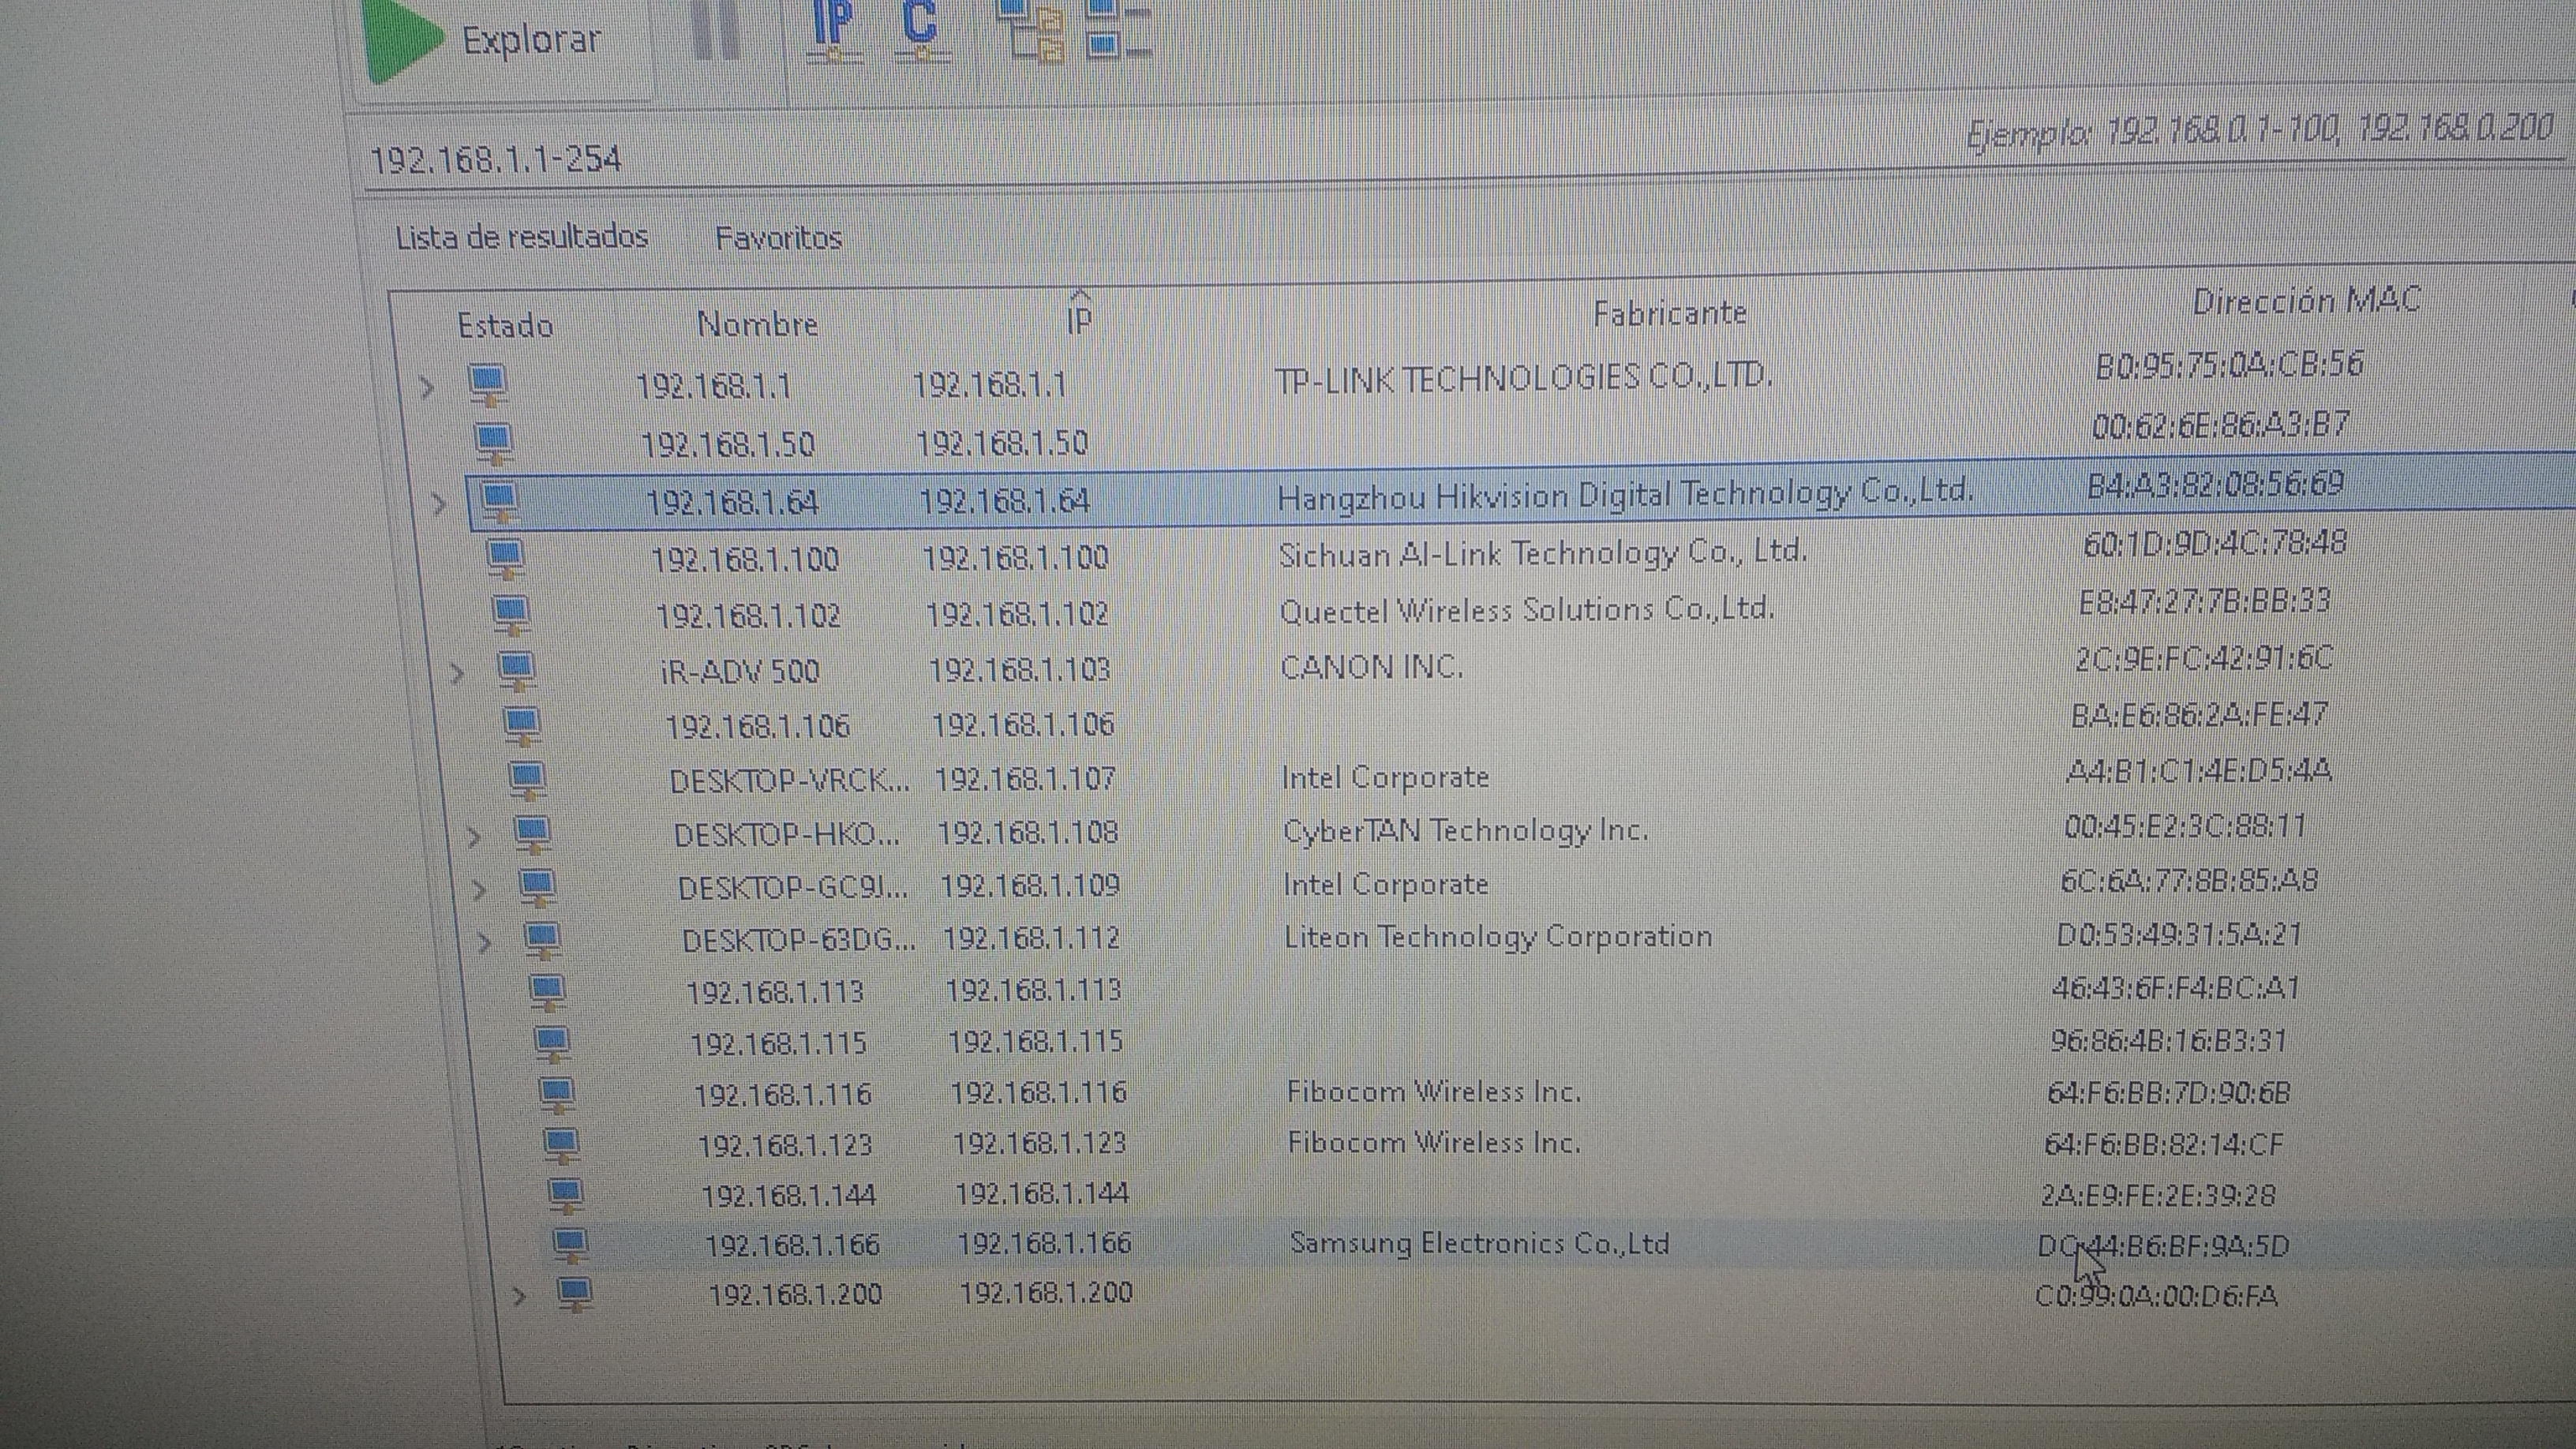 Explorar
IP C
192.168.1.1-254
Ejemplo: 192.168.0.1-100, 192.168.0.200
Lista de resultados Favoritos
Estado Nombre IP Fabricante Dirección MAC
192.168.1.1 192.168.1.1 TP-LINK TECHNOLOGIES CO.,LTD. B0:95:75:0A:CB:56
192.168.1.50 192.168.1.50 00:62:6E:86:A3:B7
192.168.1.64 192.168.1.64 Hangzhou Hikvision Digital Technology Co.,Ltd. B4:A3:82:08:56:69
192.168.1.100 192.168.1.100 Sichuan AI-Link Technology Co., Ltd. 60:1D:9D:4C:78:48
192.168.1.102 192.168.1.102 Quectel Wireless Solutions Co.,Ltd. E8:47:27:7B:BB:33
iR-ADV 500 192.168.1.103 CANON INC. 2C:9E:FC:42:91:6C
192.168.1.106 192.168.1.106 BA:E6:86:2A:FE:47
DESKTOP-VRCK... 192.168.1.107 Intel Corporate A4:B1:C1:4E:D5:4A
DESKTOP-HKO... 192.168.1.108 CyberTAN Technology Inc. 00:45:E2:3C:88:11
DESKTOP-GC9J... 192.168.1.109 Intel Corporate 6C:6A:77:8B:85:A8
DESKTOP-63DG... 192.168.1.112 Liteon Technology Corporation D0:53:49:31:5A:21
192.168.1.113 192.168.1.113 46:43:6F:F4:BC:A1
192.168.1.115 192.168.1.115 96:86:4B:16:B3:31
192.168.1.116 192.168.1.116 Fibocom Wireless Inc. 64:F6:BB:7D:90:6B
192.168.1.123 192.168.1.123 Fibocom Wireless Inc. 64:F6:BB:82:14:CF
192.168.1.144 192.168.1.144 2A:E9:FE:2E:39:28
192.168.1.166 192.168.1.166 Samsung Electronics Co.,Ltd DC:44:B6:BF:9A:5D
192.168.1.200 192.168.1.200 C0:99:0A:00:D6:FA